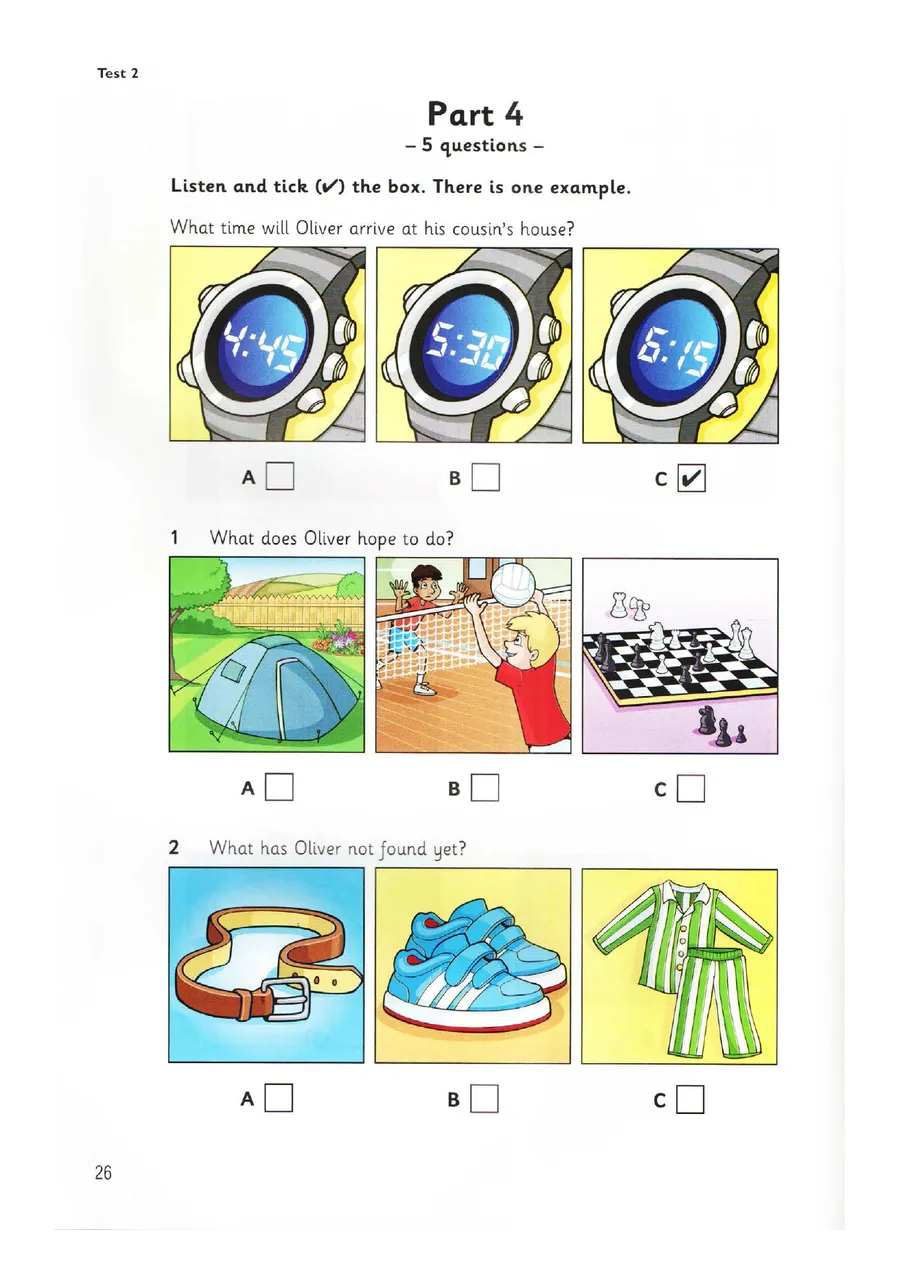 Test 2
Part 4
– 5 questions –
Listen and tick (✔) the box. There is one example.
What time will Oliver arrive at his cousin's house?
4:45 5:30 6:15
A B C ✔
1 What does Oliver hope to do?
A B C
2 What has Oliver not found yet?
A B C
26